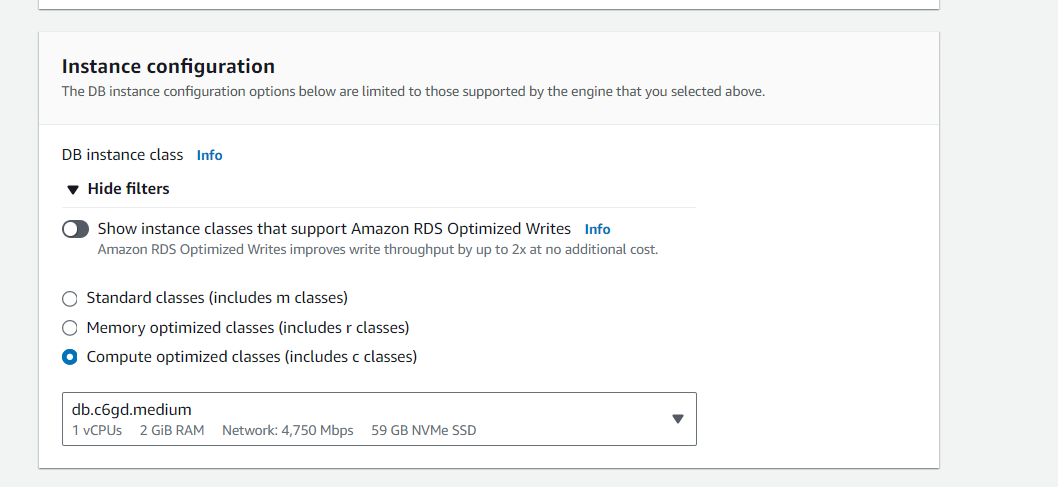 Instance configuration
The DB instance configuration options below are limited to those supported by the engine that you selected above.
DB instance class Info
Hide filters
Show instance classes that support Amazon RDS Optimized Writes Info
Amazon RDS Optimized Writes improves write throughput by up to 2x at no additional cost.
Standard classes (includes m classes)
Memory optimized classes (includes r classes)
Compute optimized classes (includes c classes)
db.c6gd.medium
1 vCPUs 2 GiB RAM Network: 4,750 Mbps 59 GB NVMe SSD